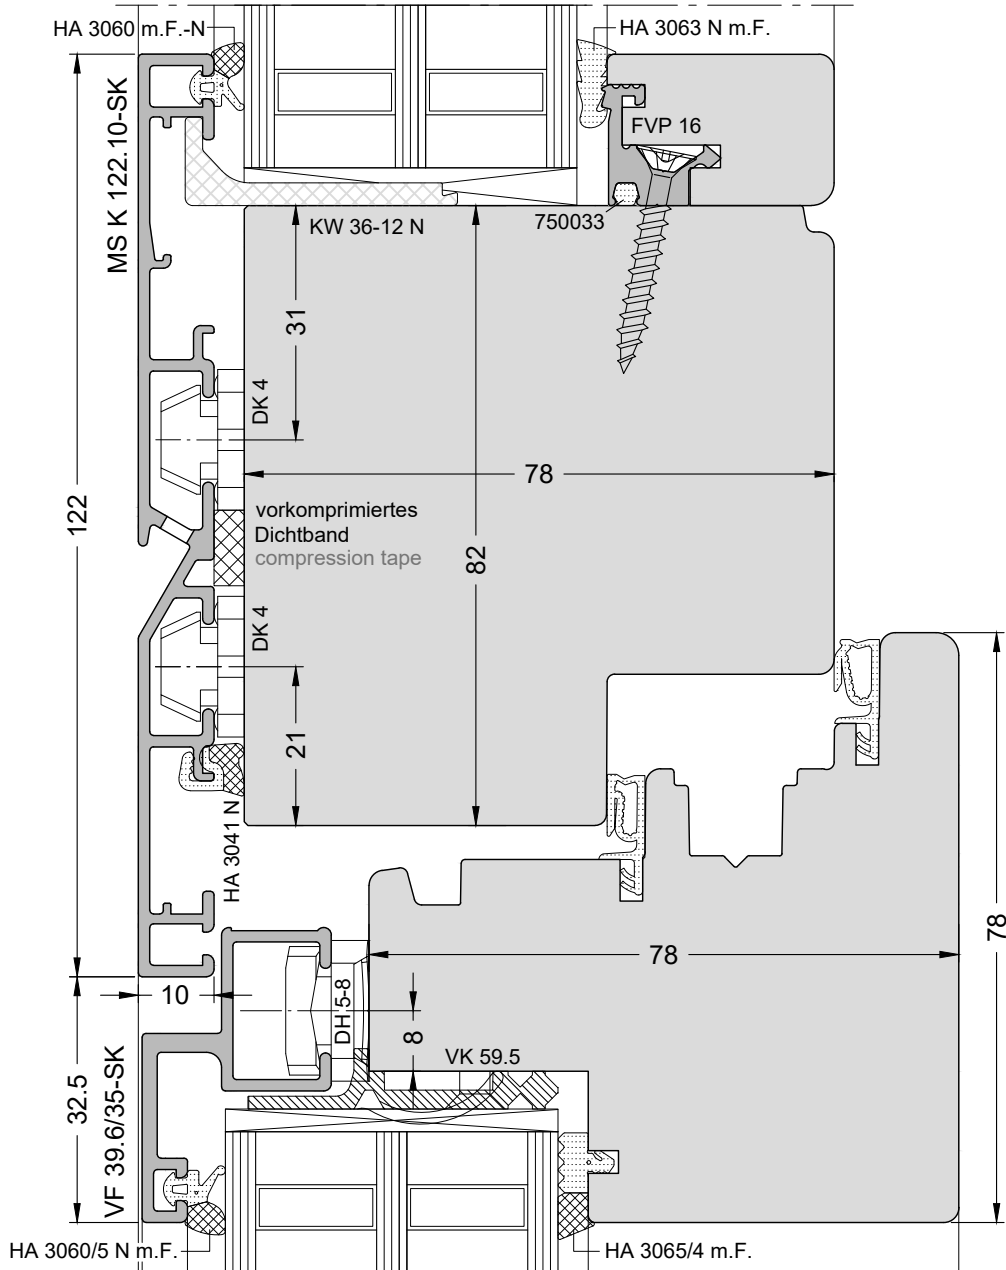 HA 3060 m.F.-N
HA 3063 N m.F.
MS K 122.10-SK
FVP 16
KW 36-12 N
750033
31
DK 4
78
122
vorkomprimiertes
Dichtband
compression tape
82
DK 4
21
HA 3041 N
78
78
10
DH 5-8
8
VK 59.5
32.5
VF 39.6/35-SK
HA 3060/5 N m.F.
HA 3065/4 m.F.